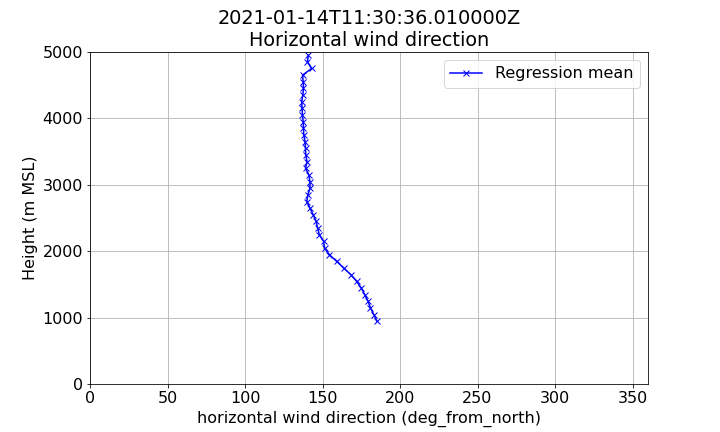 2021-01-14T11:30:36.010000Z
Horizontal wind direction
Regression mean
Height (m MSL)
5000
4000
3000
2000
1000
0
0 50 100 150 200 250 300 350
horizontal wind direction (deg_from_north)